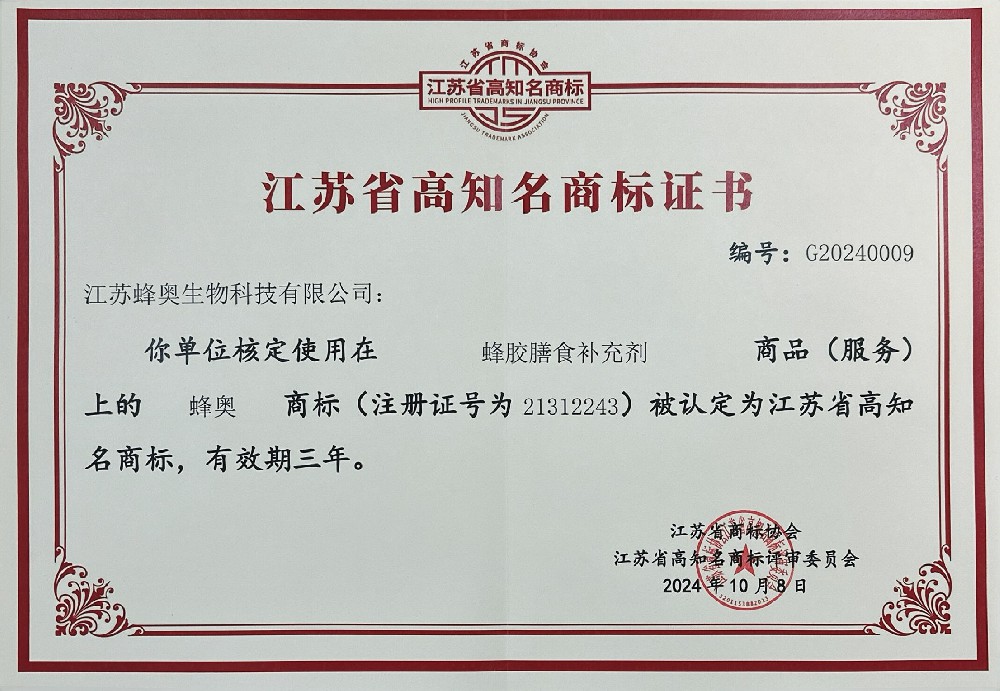 江苏省商标协会
江苏省高知名商标
HIGH PROFILE TRADEMARKS IN JIANGSU PROVINCE
JIANGSU TRADEMARK ASSOCIATION
江苏省高知名商标证书
编号：G20240009
江苏蜂奥生物科技有限公司：
你单位核定使用在 蜂胶膳食补充剂 商品（服务）
上的 蜂奥 商标（注册证号为 21312243）被认定为江苏省高知
名商标，有效期三年。
江苏省商标协会
江苏省高知名商标评审委员会
2024 年 10 月 8 日